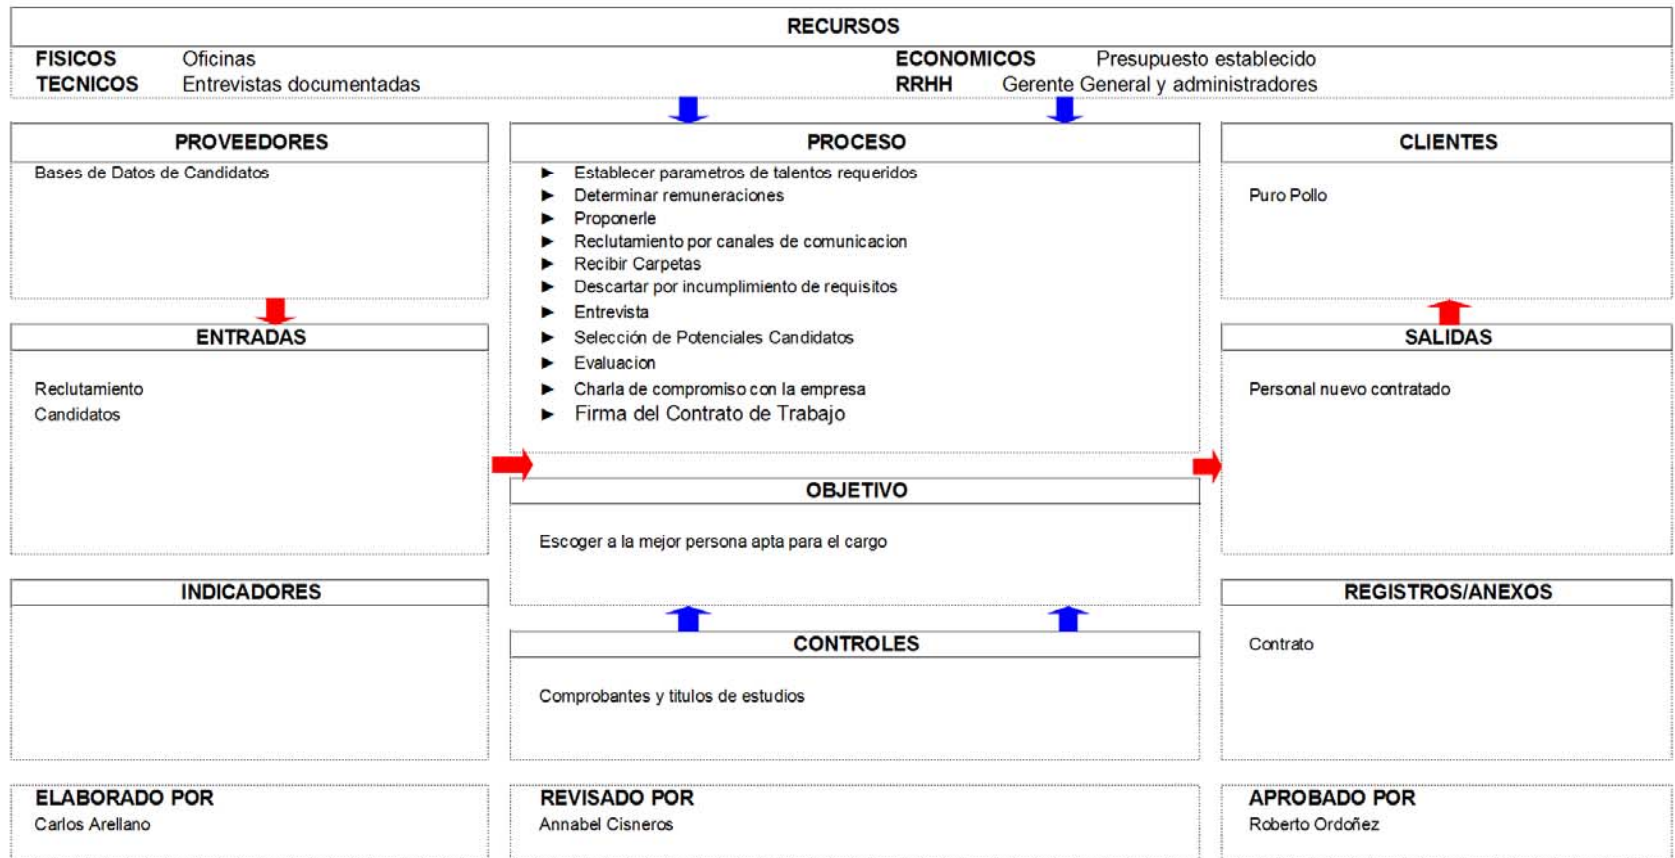 RECURSOS
FISICOS Oficinas ECONOMICOS Presupuesto establecido
TECNICOS Entrevistas documentadas RRHH Gerente General y administradores
PROVEEDORES
Bases de Datos de Candidatos
PROCESO
► Establecer parametros de talentos requeridos
► Determinar remuneraciones
► Proponerle
► Reclutamiento por canales de comunicacion
► Recibir Carpetas
► Descartar por incumplimiento de requisitos
► Entrevista
► Selección de Potenciales Candidatos
► Evaluacion
► Charla de compromiso con la empresa
► Firma del Contrato de Trabajo
CLIENTES
Puro Pollo
ENTRADAS
Reclutamiento
Candidatos
SALIDAS
Personal nuevo contratado
OBJETIVO
Escoger a la mejor persona apta para el cargo
INDICADORES
CONTROLES
Comprobantes y titulos de estudios
REGISTROS/ANEXOS
Contrato
ELABORADO POR
Carlos Arellano
REVISADO POR
Annabel Cisneros
APROBADO POR
Roberto Ordoñez